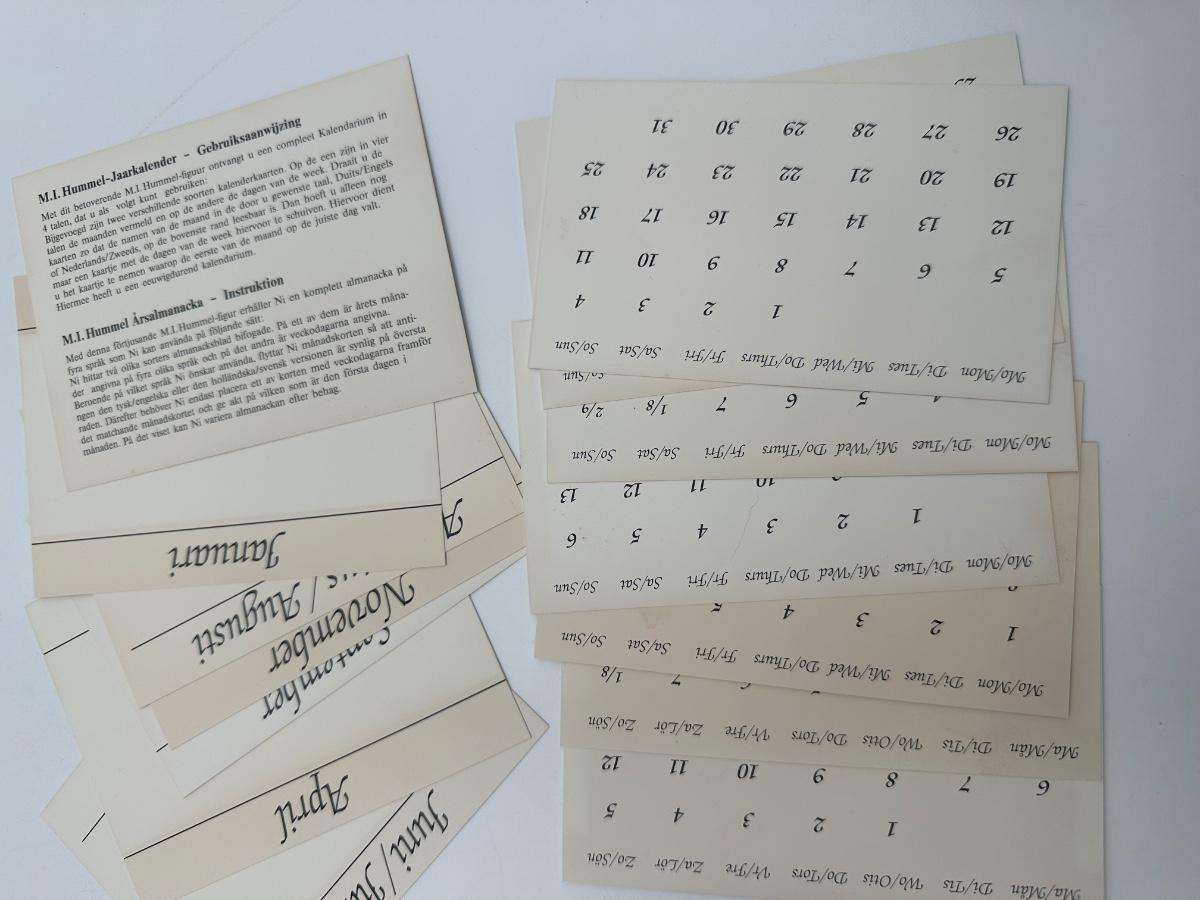 M.I. Hummel-Jaarkalender – Gebruiksaanwijzing
Met dit betoverende M.I. Hummel-figuur ontvangt u een compleet Kalendarium in
4 talen, dat u als volgt kunt gebruiken:
Bijgevoegd zijn twee verschillende soorten kalenderkaarten. Op de een zijn in vier
talen de maanden vermeld en op de andere de dagen van de week. Draait u de
kaarten zo dat de namen van de maand in de door u gewenste taal, Duits/Engels
of Nederlands/Zweeds, op de bovenste rand leesbaar is. Dan hoeft u alleen nog
maar een kaartje met de dagen van de week hiervoor te schuiven. Hiervoor dient
u het kaartje te nemen waarop de eerste van de maand op de juiste dag valt.
Hiermee heeft u een eeuwigdurend kalendarium.
M.I. Hummel Årsalmanacka – Instruktion
Med denna förtjusande M.I. Hummel-figur erhåller Ni en komplett almanacka på
fyra språk som Ni kan använda på följande sätt:
Ni hittar två olika sorters almanacksblad bifogade. På ett av dem är årets måna-
der angivna på fyra olika språk och på det andra är veckodagarna angivna.
Beroende på vilket språk Ni önskar använda, flyttar Ni månadskorten så att anti-
ngen den tysk/engelska eller den holländska/svensk versionen är synlig på översta
raden. Därefter behöver Ni endast placera ett av korten med veckodagarna framför
det matchande månadskortet och ge akt på vilken som är den första dagen i
månaden. På det viset kan Ni variera almanackan efter behag.
Januari
/ Augusti
November
April
Juni/
Mo/Mon Di/Tues Mi/Wed Do/Thurs Fr/Fri Sa/Sat So/Sun
1 2 3 4
5 6 7 8 9 10 11
12 13 14 15 16 17 18
19 20 21 22 23 24 25
26 27 28 29 30 31
So/Sun
Mo/Mon Di/Tues Mi/Wed Do/Thurs Fr/Fri Sa/Sat So/Sun
5 6 7 1/8 2/9
Mo/Mon Di/Tues Mi/Wed Do/Thurs Fr/Fri Sa/Sat So/Sun
1 2 3 4 5 6
10 11 12 13
Mo/Mon Di/Tues Mi/Wed Do/Thurs Fr/Fri Sa/Sat So/Sun
1 2 3 4 5
Ma/Mån Di/Tis Wo/Otis Do/Tors Vr/Fre Za/Lör Zo/Sön
7 1/8
Ma/Mån Di/Tis Wo/Otis Do/Tors Vr/Fre Za/Lör Zo/Sön
1 2 3 4 5
6 7 8 9 10 11 12